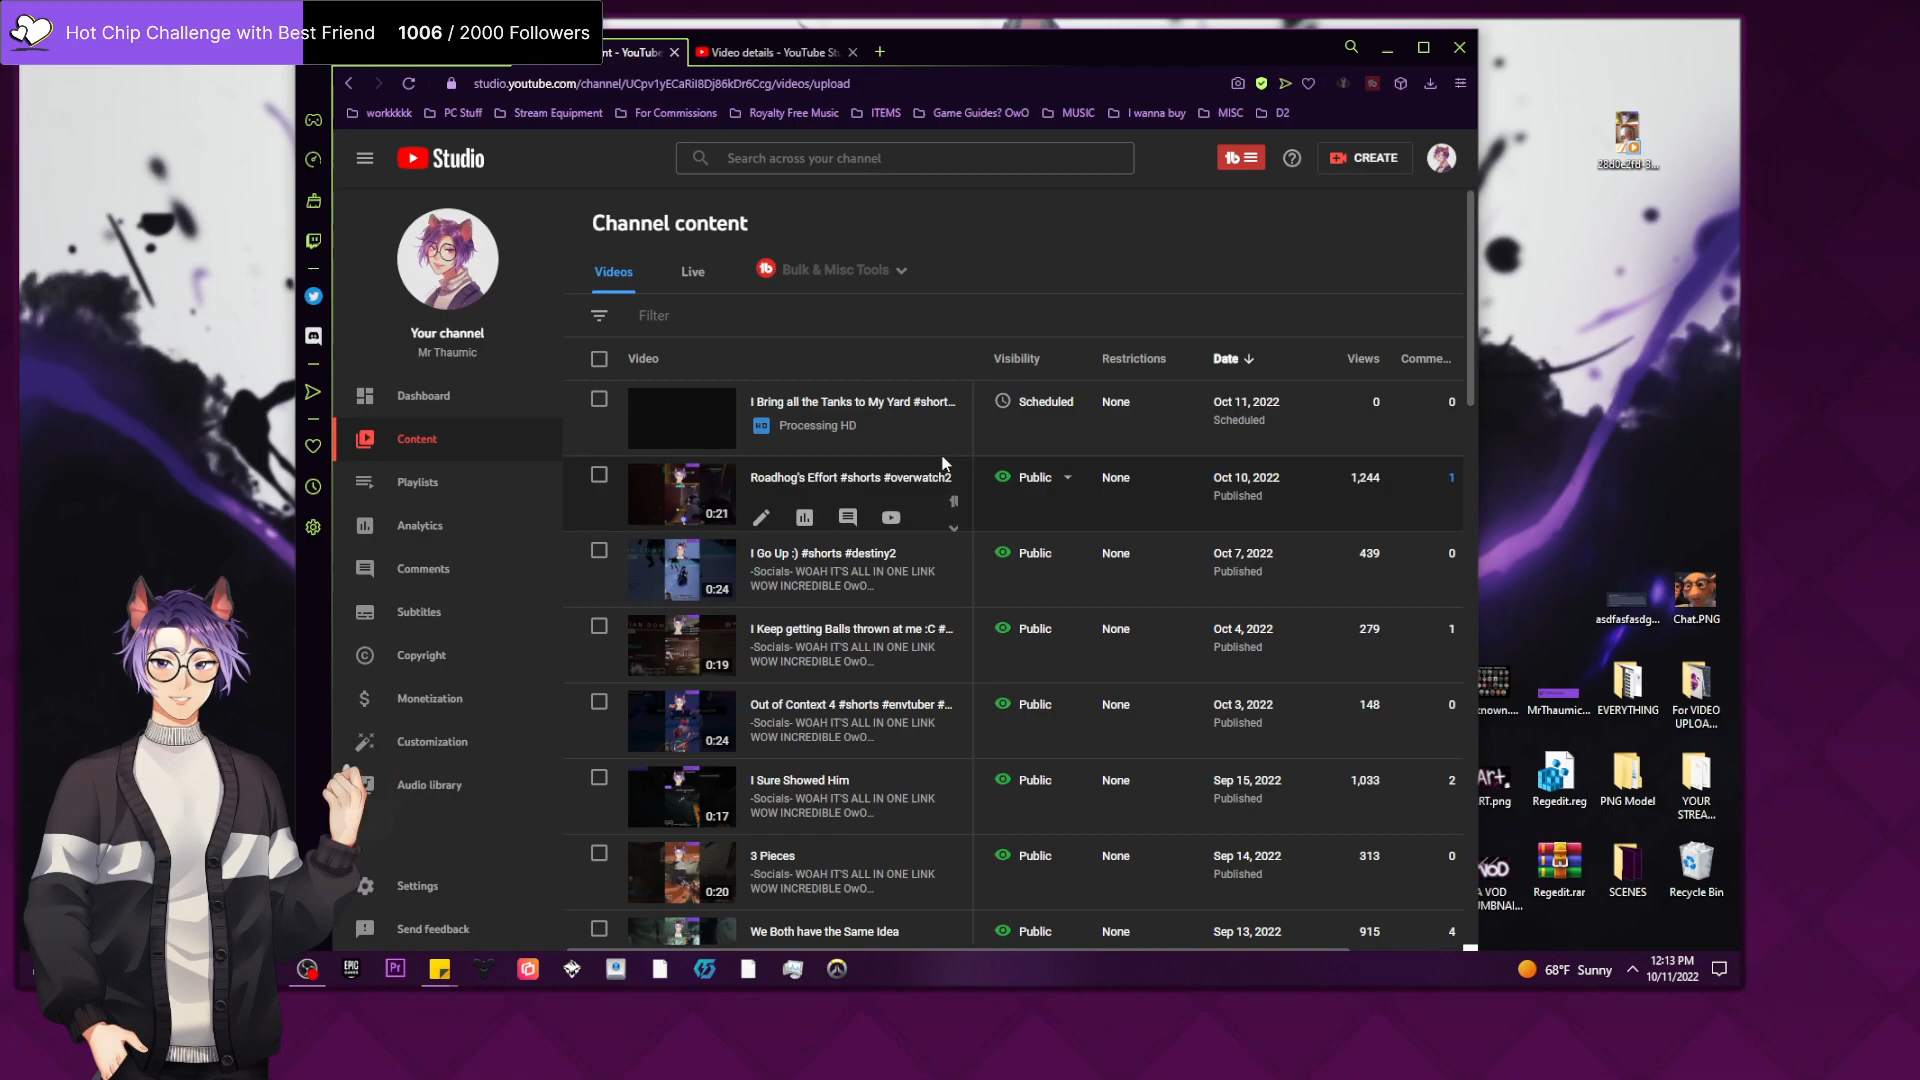 Hot Chip Challenge with Best Friend 1006 / 2000 Followers
nt - YouTube
Video details - YouTube St
studio.youtube.com/channel/UCpv1yECaRiI8Dj86kDr6Ccg/videos/upload
workkkkk
PC Stuff
Stream Equipment
For Commissions
Royalty Free Music
ITEMS
Game Guides? OwO
MUSIC
I wanna buy
MISC
D2
Studio
Search across your channel
CREATE
Your channel
Mr Thaumic
Dashboard
Content
Playlists
Analytics
Comments
Subtitles
Copyright
Monetization
Customization
Audio library
Settings
Send feedback
Channel content
Videos
Live
Bulk & Misc Tools
Filter
Video Visibility Restrictions Date Views Comme...
I Bring all the Tanks to My Yard #short... Scheduled None Oct 11, 2022 0 0
Processing HD Scheduled
Roadhog's Effort #shorts #overwatch2 Public None Oct 10, 2022 1,244 1
Published
0:21
I Go Up :) #shorts #destiny2 Public None Oct 7, 2022 439 0
-Socials- WOAH IT'S ALL IN ONE LINK Published
WOW INCREDIBLE OwO...
0:24
I Keep getting Balls thrown at me :C #... Public None Oct 4, 2022 279 1
-Socials- WOAH IT'S ALL IN ONE LINK Published
WOW INCREDIBLE OwO...
0:19
Out of Context 4 #shorts #envtuber #... Public None Oct 3, 2022 148 0
-Socials- WOAH IT'S ALL IN ONE LINK Published
WOW INCREDIBLE OwO...
0:24
I Sure Showed Him Public None Sep 15, 2022 1,033 2
-Socials- WOAH IT'S ALL IN ONE LINK Published
WOW INCREDIBLE OwO...
0:17
3 Pieces Public None Sep 14, 2022 313 0
-Socials- WOAH IT'S ALL IN ONE LINK Published
WOW INCREDIBLE OwO...
0:20
We Both have the Same Idea Public None Sep 13, 2022 915 4
asdfasfasdg...
Chat.PNG
nown....
MrThaumic...
EVERYTHING
For VIDEO
UPLOA...
RT.png
Regedit.reg
PNG Model
YOUR
STREA...
A VOD
UMBNAI...
Regedit.rar
SCENES
Recycle Bin
68°F Sunny
12:13 PM
10/11/2022